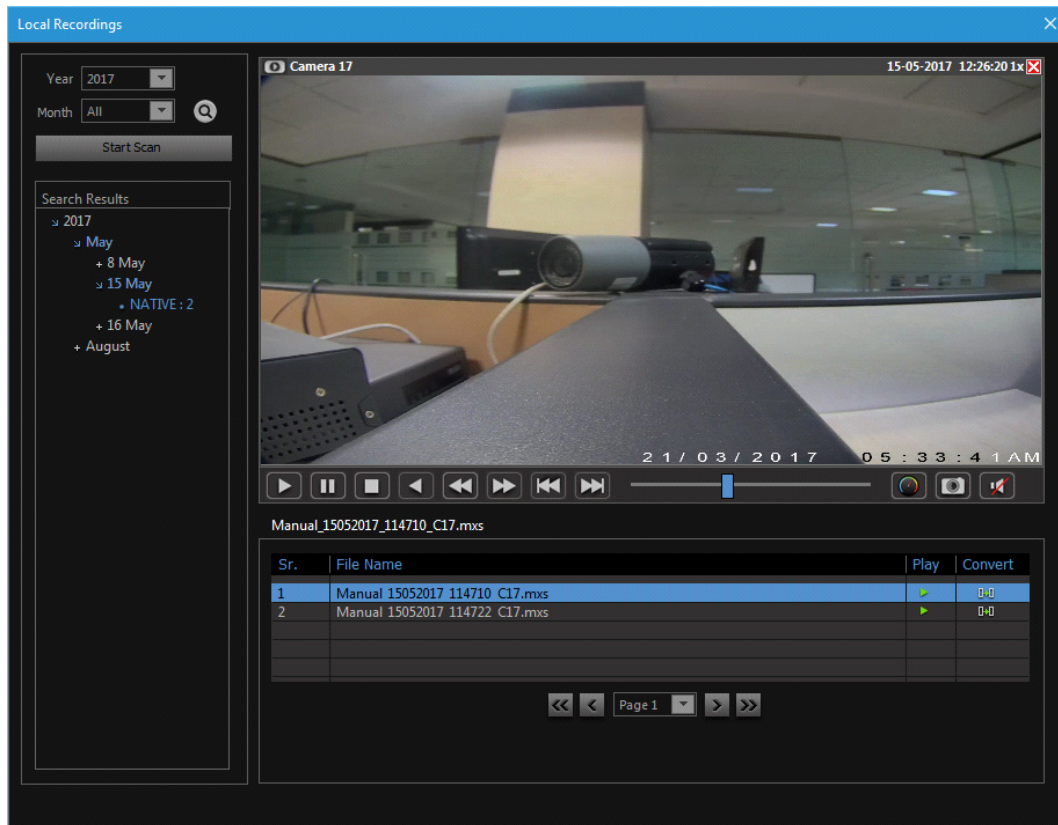 Local Recordings
Year 2017
Month All
Start Scan
Search Results
2017
May
+ 8 May
15 May
• NATIVE : 2
+ 16 May
+ August
Camera 17 15-05-2017 12:26:20 1x
21/03/2017 05:33:41AM
Manual_15052017_114710_C17.mxs
Sr. File Name Play Convert
1 Manual 15052017 114710 C17.mxs
2 Manual 15052017 114722 C17.mxs
Page 1